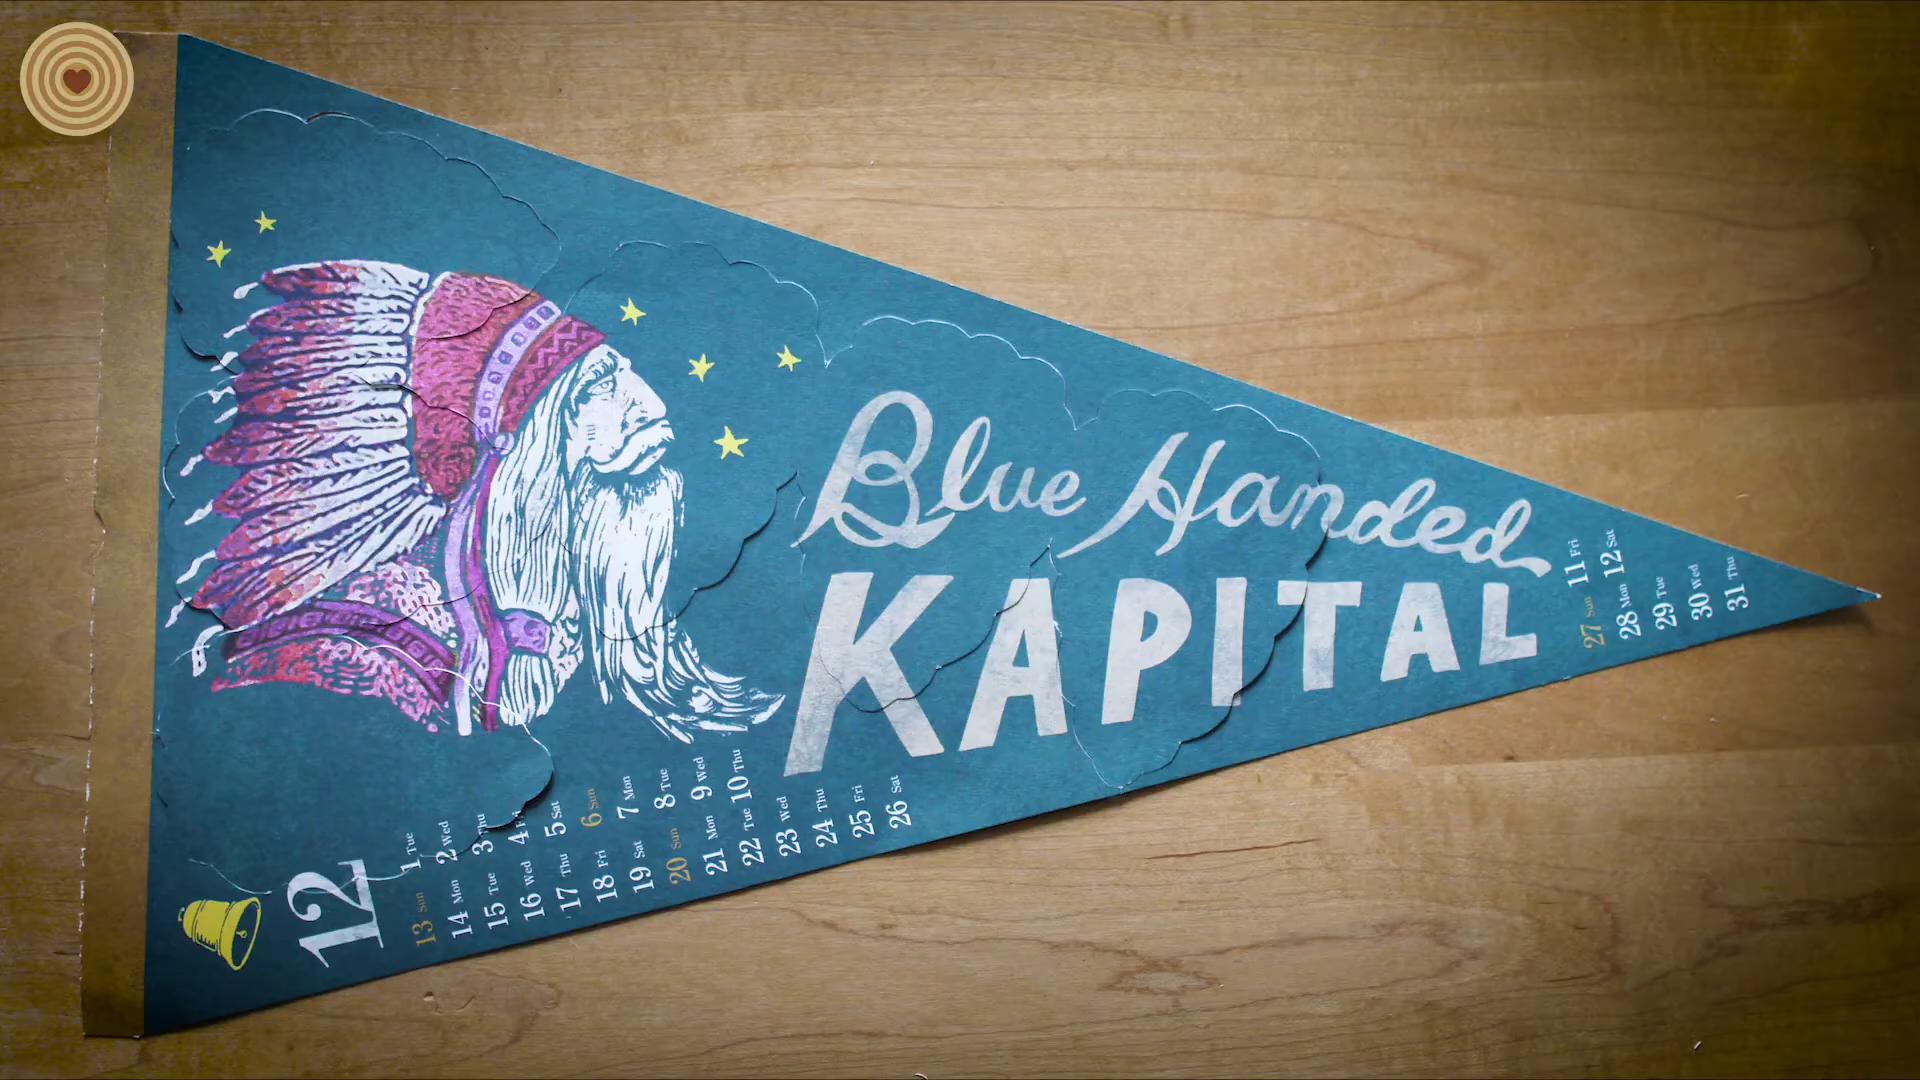 Blue Handed
KAPITAL
12
1 Tue
2 Wed
3 Thu
4 Fri
5 Sat
6 Sun
7 Mon
8 Tue
9 Wed
10 Thu
11 Fri
12 Sat
13 Sun
14 Mon
15 Tue
16 Wed
17 Thu
18 Fri
19 Sat
20 Sun
21 Mon
22 Tue
23 Wed
24 Thu
25 Fri
26 Sat
27 Sun
28 Mon
29 Tue
30 Wed
31 Thu